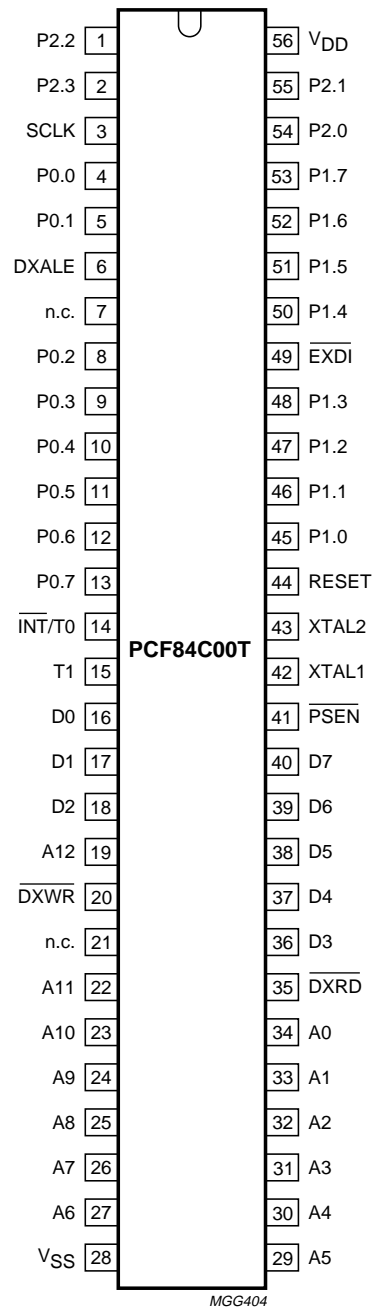 P2.2 1 56 VDD
P2.3 2 55 P2.1
SCLK 3 54 P2.0
P0.0 4 53 P1.7
P0.1 5 52 P1.6
DXALE 6 51 P1.5
n.c. 7 50 P1.4
P0.2 8 49 E̅X̅D̅I̅
P0.3 9 48 P1.3
P0.4 10 47 P1.2
P0.5 11 46 P1.1
P0.6 12 45 P1.0
P0.7 13 44 RESET
I̅N̅T̅/T0 14 43 XTAL2
PCF84C00T
T1 15 42 XTAL1
D0 16 41 P̅S̅E̅N̅
D1 17 40 D7
D2 18 39 D6
A12 19 38 D5
D̅X̅W̅R̅ 20 37 D4
n.c. 21 36 D3
A11 22 35 D̅X̅R̅D̅
A10 23 34 A0
A9 24 33 A1
A8 25 32 A2
A7 26 31 A3
A6 27 30 A4
VSS 28 29 A5
MGG404